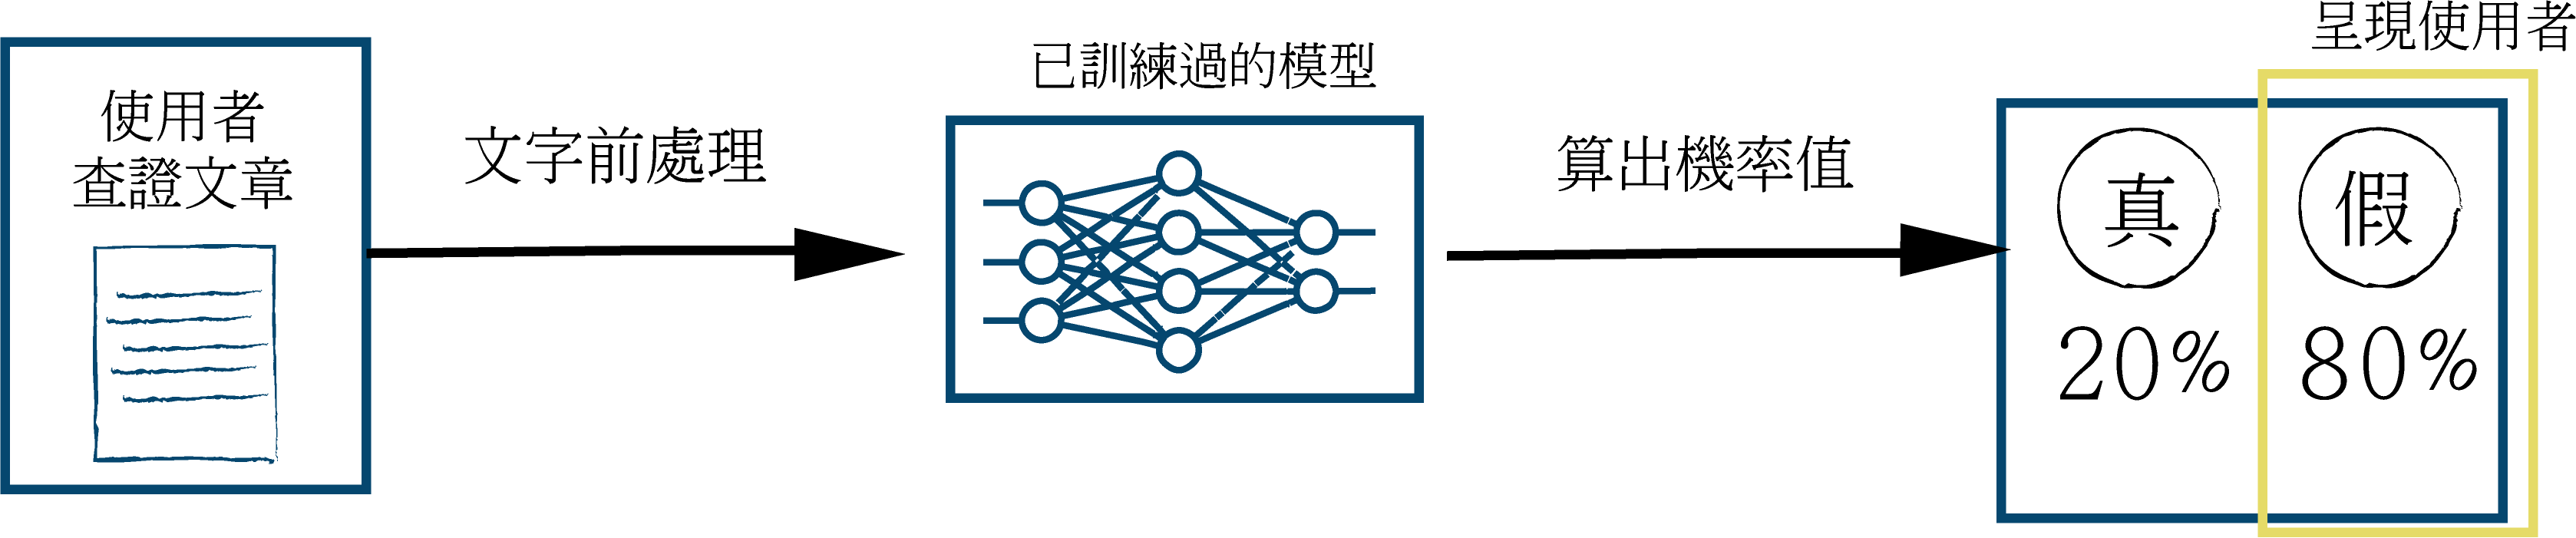 使用者
查證文章
文字前處理
已訓練過的模型
算出機率值
呈現使用者
真
假
20%
80%